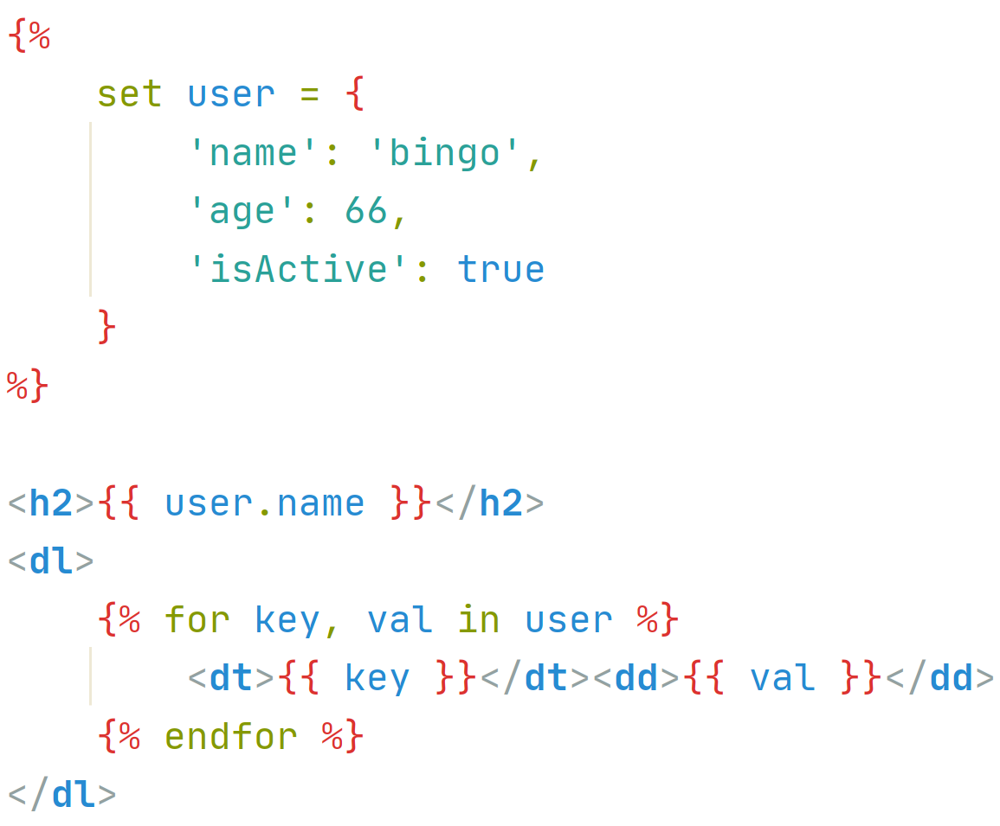 {%
    set user = {
        'name': 'bingo',
        'age': 66,
        'isActive': true
    }
%}

<h2>{{ user.name }}</h2>
<dl>
    {% for key, val in user %}
        <dt>{{ key }}</dt><dd>{{ val }}</dd>
    {% endfor %}
</dl>